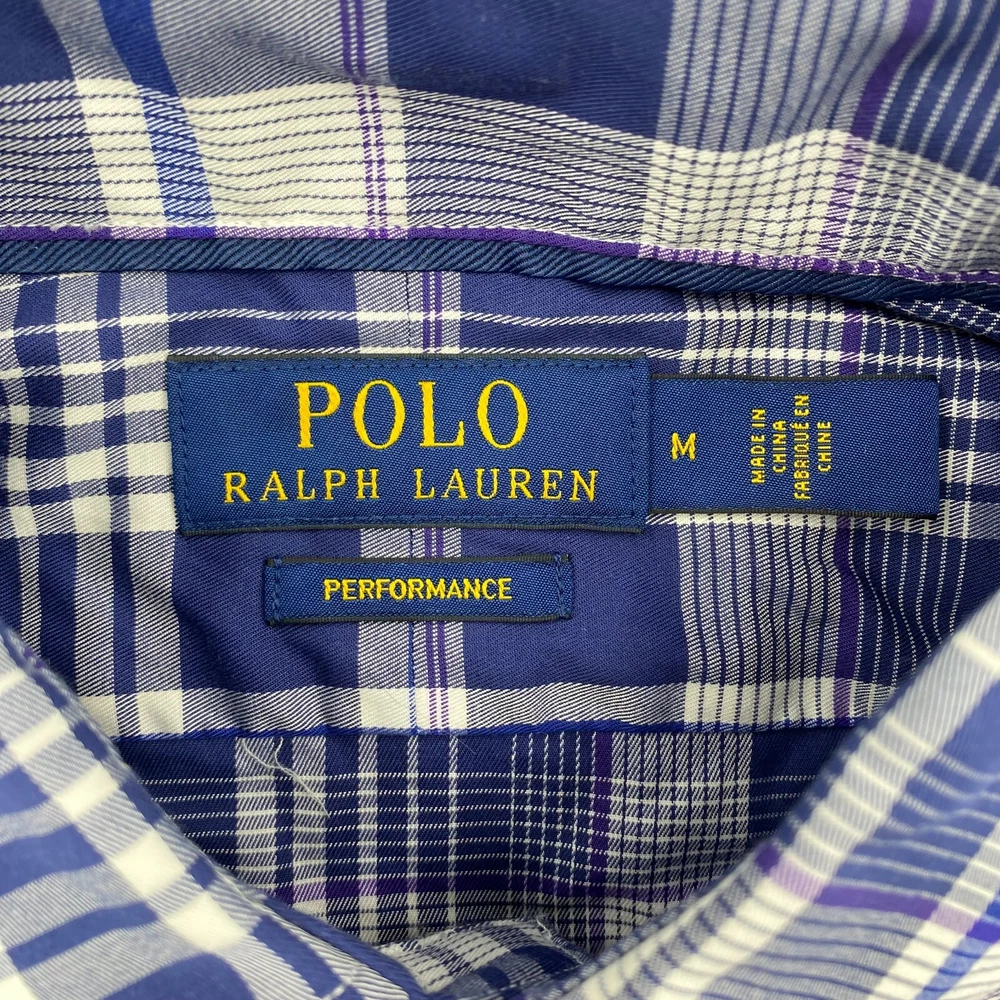 POLO
RALPH LAUREN
M
MADE IN
CHINA
FABRIQUÉ EN
CHINE
PERFORMANCE